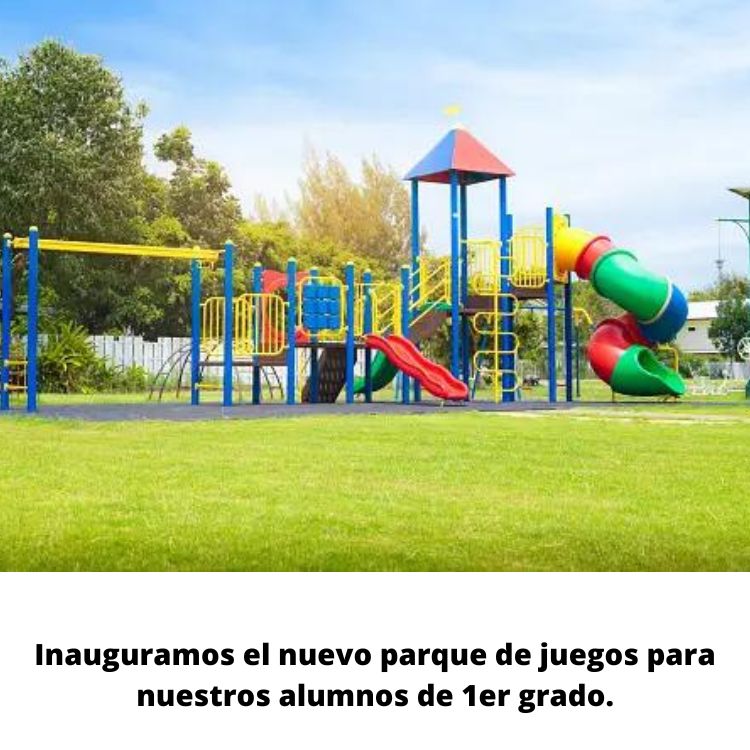 Inauguramos el nuevo parque de juegos para
nuestros alumnos de 1er grado.